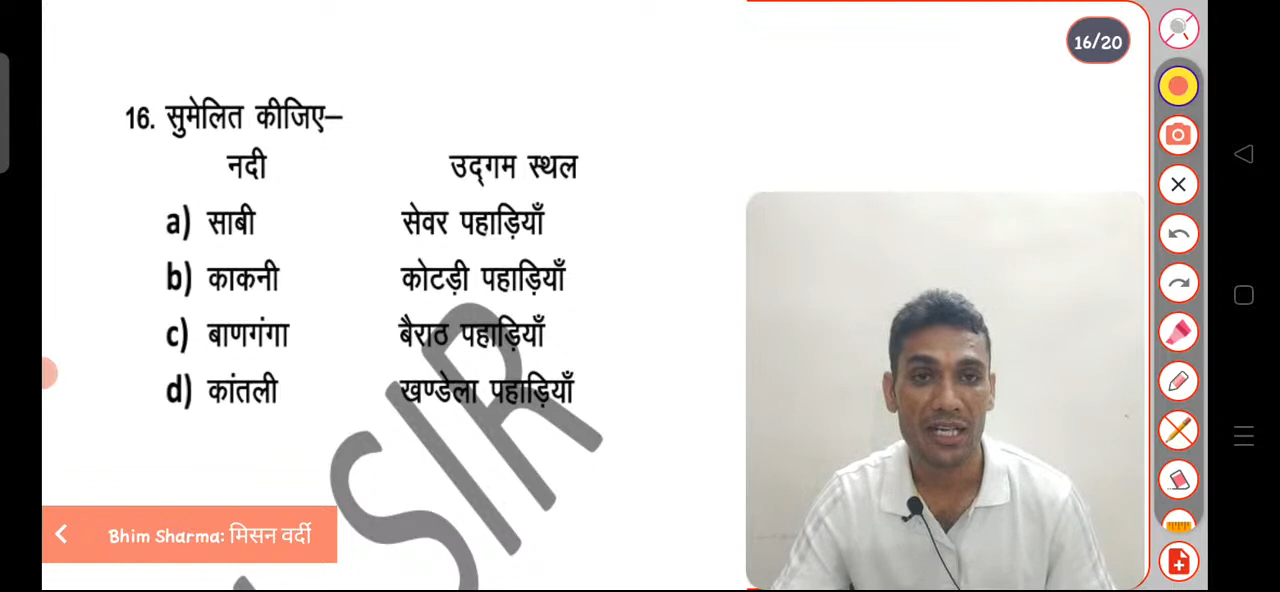 16/20
16. सुमेलित कीजिए–
नदी उद्गम स्थल
a) साबी सेवर पहाड़ियाँ
b) काकनी कोटड़ी पहाड़ियाँ
c) बाणगंगा बैराठ पहाड़ियाँ
d) कांतली खण्डेला पहाड़ियाँ
SIR
Bhim Sharma: मिसन वर्दी